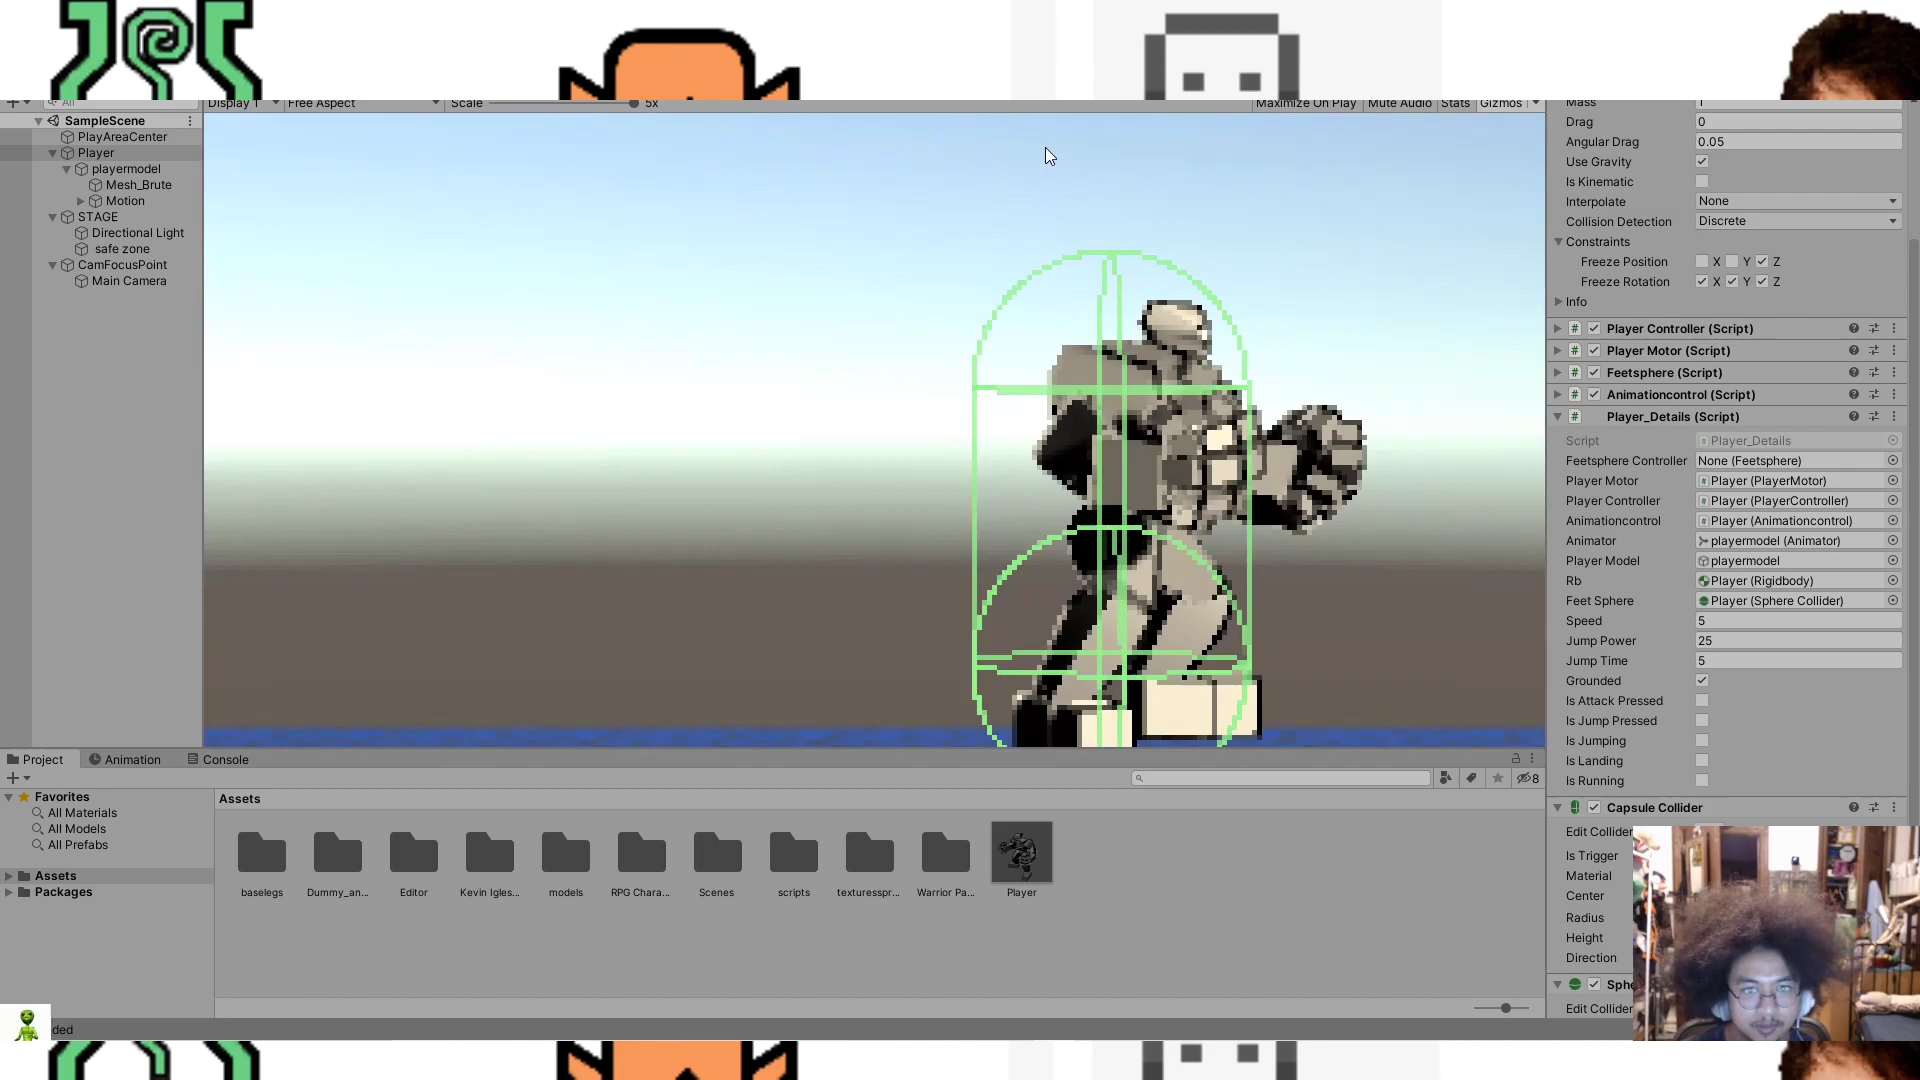 All
Display 1
Free Aspect
Scale
5x
Maximize On Play
Mute Audio
Stats
Gizmos
SampleScene
PlayAreaCenter
Player
playermodel
Mesh_Brute
Motion
STAGE
Directional Light
safe zone
CamFocusPoint
Main Camera
Mass
1
Drag
0
Angular Drag
0.05
Use Gravity
Is Kinematic
Interpolate
None
Collision Detection
Discrete
Constraints
Freeze Position
X
Y
Z
Freeze Rotation
X
Y
Z
Info
Player Controller (Script)
Player Motor (Script)
Feetsphere (Script)
Animationcontrol (Script)
Player_Details (Script)
Script
Player_Details
Feetsphere Controller
None (Feetsphere)
Player Motor
Player (PlayerMotor)
Player Controller
Player (PlayerController)
Animationcontrol
Player (Animationcontrol)
Animator
playermodel (Animator)
Player Model
playermodel
Rb
Player (Rigidbody)
Feet Sphere
Player (Sphere Collider)
Speed
5
Jump Power
25
Jump Time
5
Grounded
Is Attack Pressed
Is Jump Pressed
Is Jumping
Is Landing
Is Running
Capsule Collider
Edit Collider
Is Trigger
Material
Center
Radius
Height
Direction
Sphe
Edit Collider
Project
Animation
Console
8
Favorites
All Materials
All Models
All Prefabs
Assets
Packages
Assets
baselegs
Dummy_an...
Editor
Kevin Igles...
models
RPG Chara...
Scenes
scripts
texturesspr...
Warrior Pa...
Player
ded